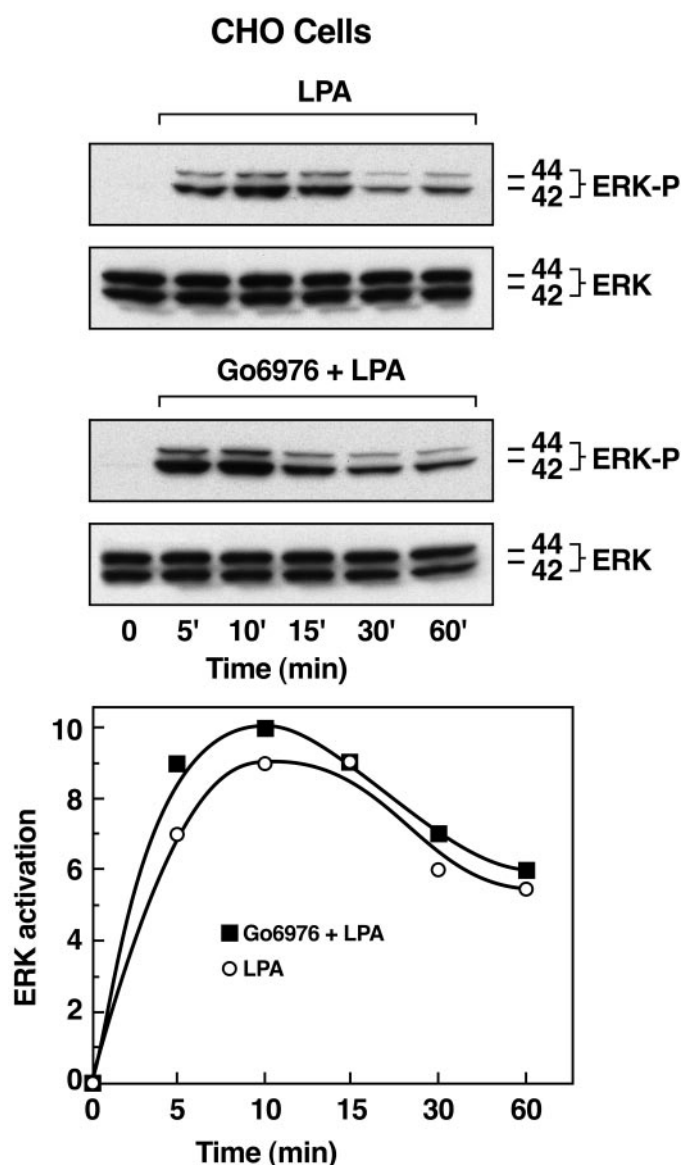 CHO Cells
LPA
44
42
ERK-P
44
42
ERK
Go6976 + LPA
44
42
ERK-P
44
42
ERK
0 5' 10' 15' 30' 60'
Time (min)
10
8
6
4
2
0
ERK activation
Go6976 + LPA
LPA
0 5 10 15 30 60
Time (min)